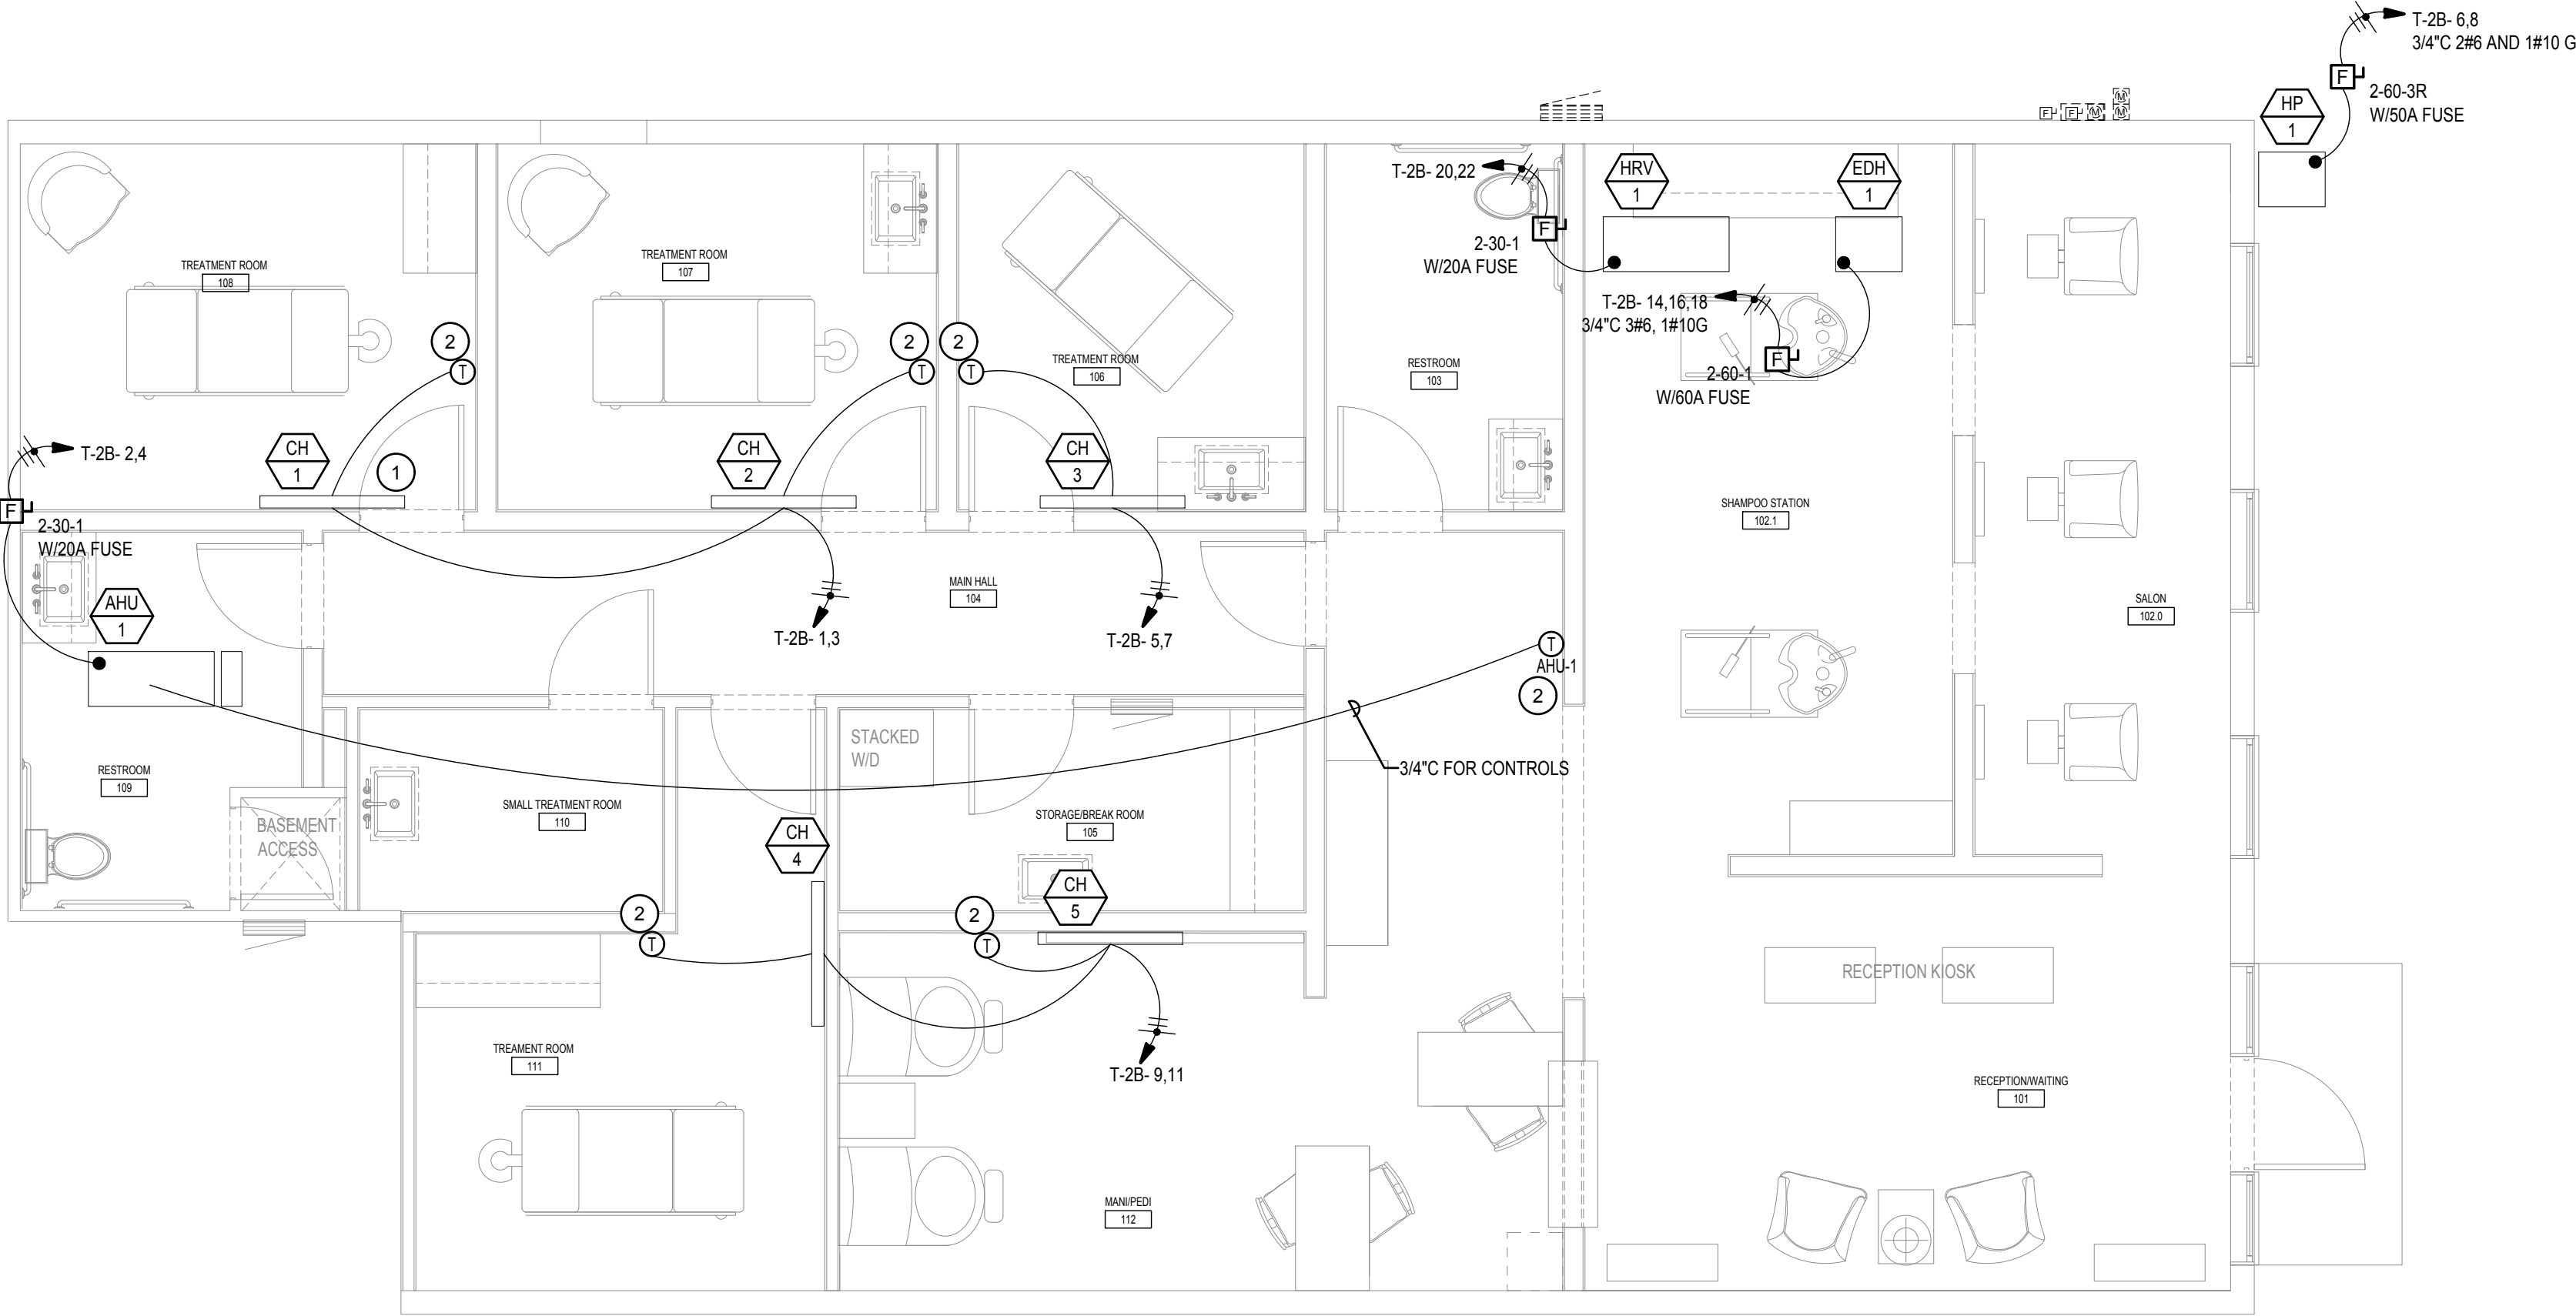 T-2B- 6,8
3/4"C 2#6 AND 1#10 G
F
2-60-3R
W/50A FUSE
HP
1
F
F
M
M
M
T-2B- 20,22
HRV
1
EDH
1
F
2-30-1
W/20A FUSE
T-2B- 14,16,18
3/4"C 3#6, 1#10G
F
2-60-1
W/60A FUSE
TREATMENT ROOM
108
TREATMENT ROOM
107
TREATMENT ROOM
106
RESTROOM
103
2
T
2
T
2
T
T-2B- 2,4
CH
1
1
CH
2
CH
3
F
2-30-1
W/20A FUSE
SHAMPOO STATION
102.1
SALON
102.0
AHU
1
MAIN HALL
104
T-2B- 1,3
T-2B- 5,7
T
AHU-1
2
STACKED
W/D
3/4"C FOR CONTROLS
RESTROOM
109
BASEMENT
ACCESS
SMALL TREATMENT ROOM
110
CH
4
STORAGE/BREAK ROOM
105
CH
5
2
T
2
T
RECEPTION KIOSK
TREAMENT ROOM
111
T-2B- 9,11
RECEPTION/WAITING
101
MANI/PEDI
112